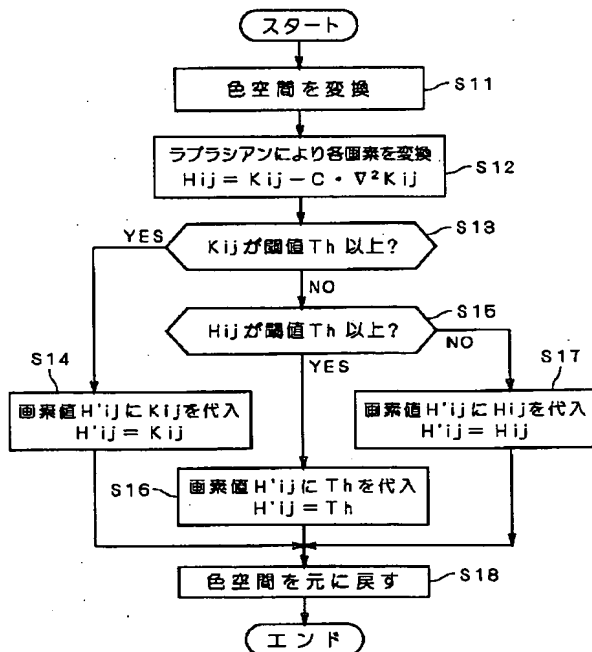 スタート
色空間を変換
S11
ラプラシアンにより各画素を変換
Hij = Kij − C・∇²Kij
S12
Kijが閾値Th以上?
S13
YES
NO
Hijが閾値Th以上?
S15
YES
NO
S14
画素値H'ijにKijを代入
H'ij = Kij
S17
画素値H'ijにHijを代入
H'ij = Hij
S16
画素値H'ijにThを代入
H'ij = Th
色空間を元に戻す
S18
エンド